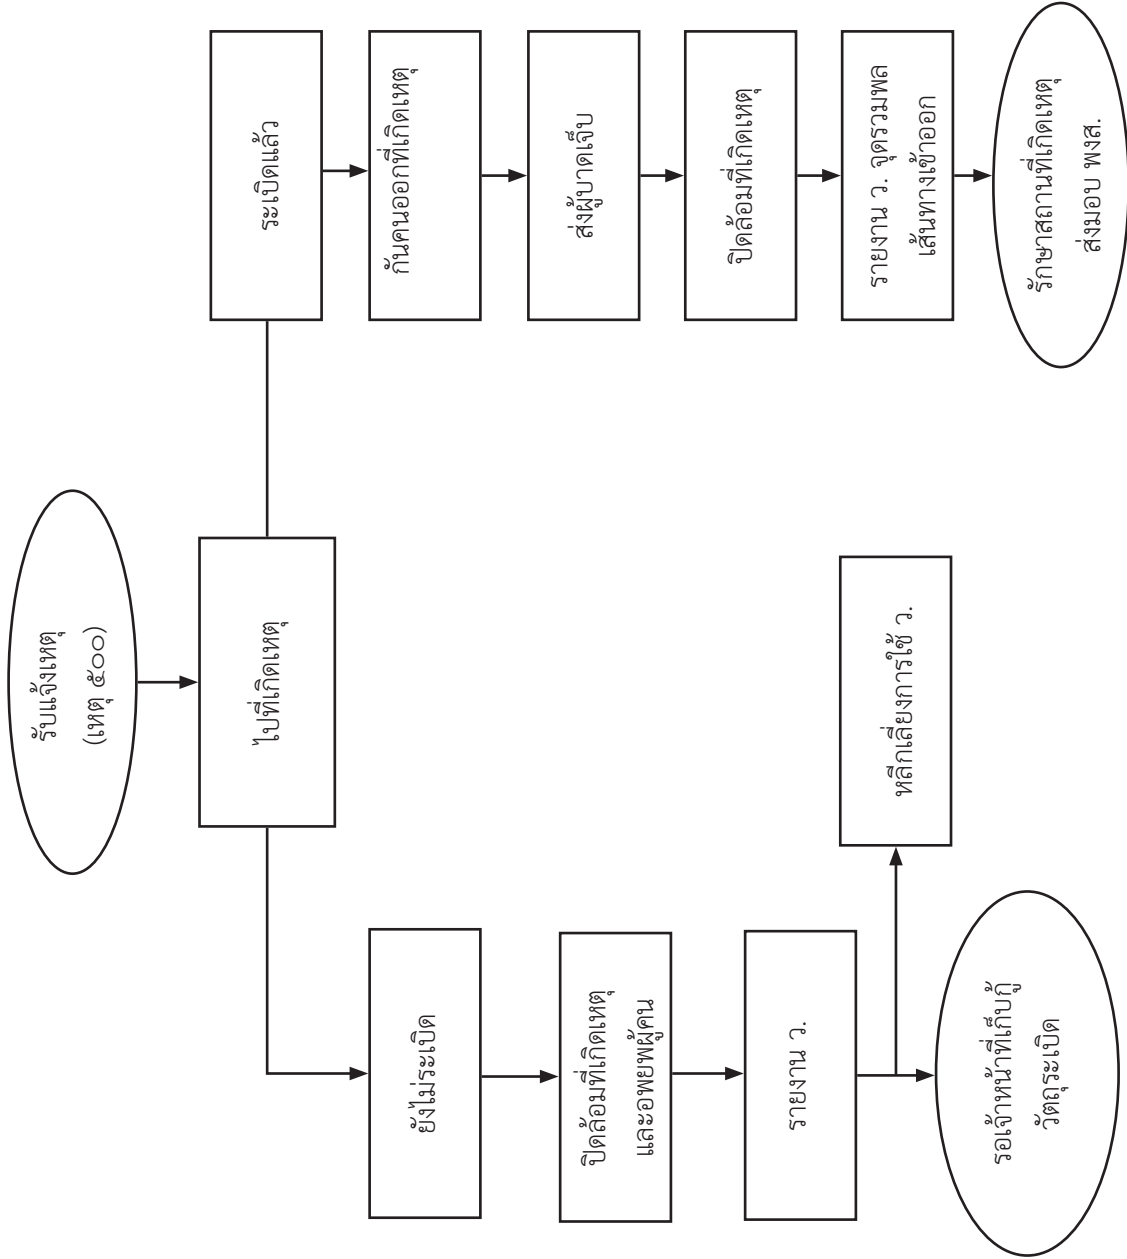 รับแจ้งเหตุ
(เหตุ ๕๐๐)
ไปที่เกิดเหตุ
ยังไม่ระเบิด
ปิดล้อมที่เกิดเหตุ
และอพยพผู้คน
รายงาน ว.
หลีกเลี่ยงการใช้ ว.
รอเจ้าหน้าที่เก็บกู้
วัตถุระเบิด
ระเบิดแล้ว
กันคนออกที่เกิดเหตุ
ส่งผู้บาดเจ็บ
ปิดล้อมที่เกิดเหตุ
รายงาน ว. จุดรวมพล
เส้นทางเข้าออก
รักษาสถานที่เกิดเหตุ
ส่งมอบ พงส.